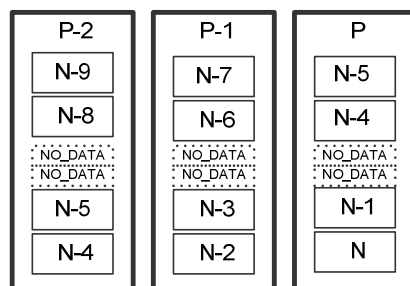 P-2
N-9
N-8
NO_DATA
NO_DATA
N-5
N-4
P-1
N-7
N-6
NO_DATA
NO_DATA
N-3
N-2
P
N-5
N-4
NO_DATA
NO_DATA
N-1
N